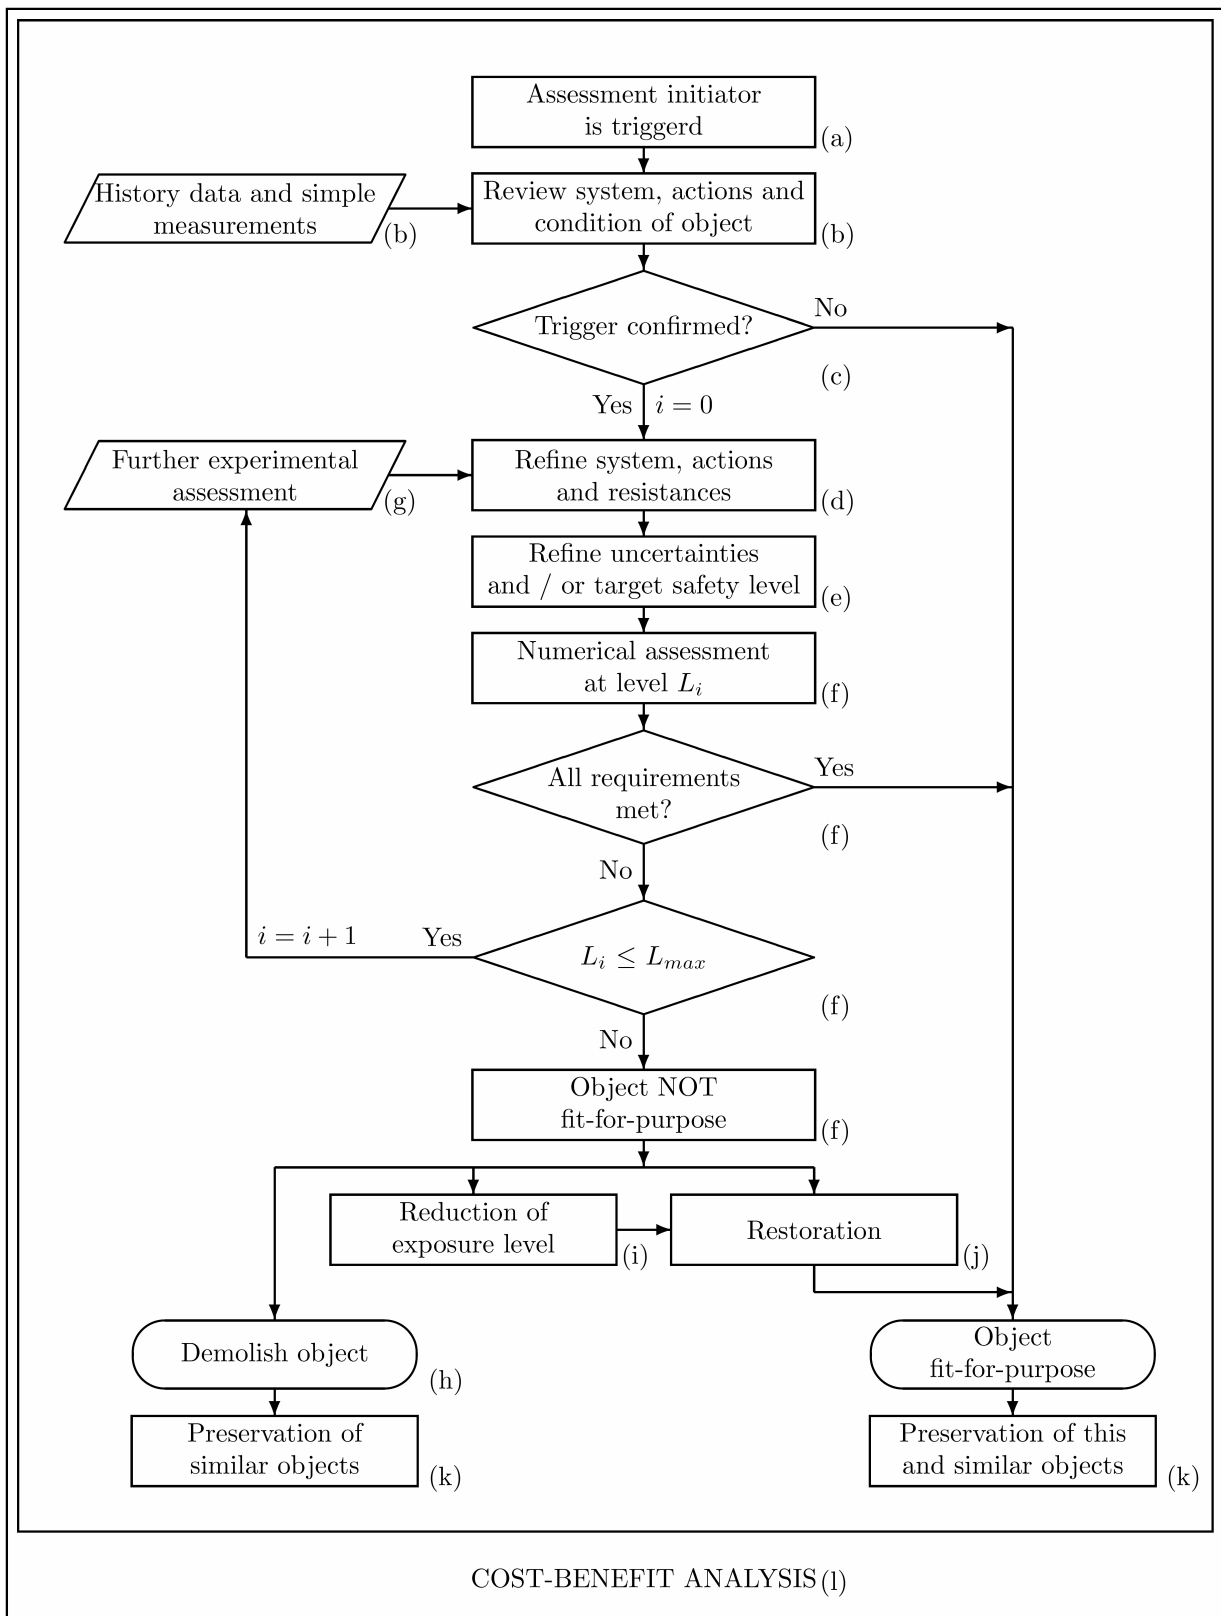 Assessment initiator
is triggerd
(a)
History data and simple
measurements
(b)
Review system, actions and
condition of object
(b)
Trigger confirmed?
No
(c)
Yes
i = 0
Further experimental
assessment
(g)
Refine system, actions
and resistances
(d)
Refine uncertainties
and / or target safety level
(e)
Numerical assessment
at level L_i
(f)
All requirements
met?
Yes
(f)
No
i = i + 1
Yes
L_i ≤ L_max
(f)
No
Object NOT
fit-for-purpose
(f)
Reduction of
exposure level
(i)
Restoration
(j)
Demolish object
(h)
Object
fit-for-purpose
Preservation of
similar objects
(k)
Preservation of this
and similar objects
(k)
COST-BENEFIT ANALYSIS (l)